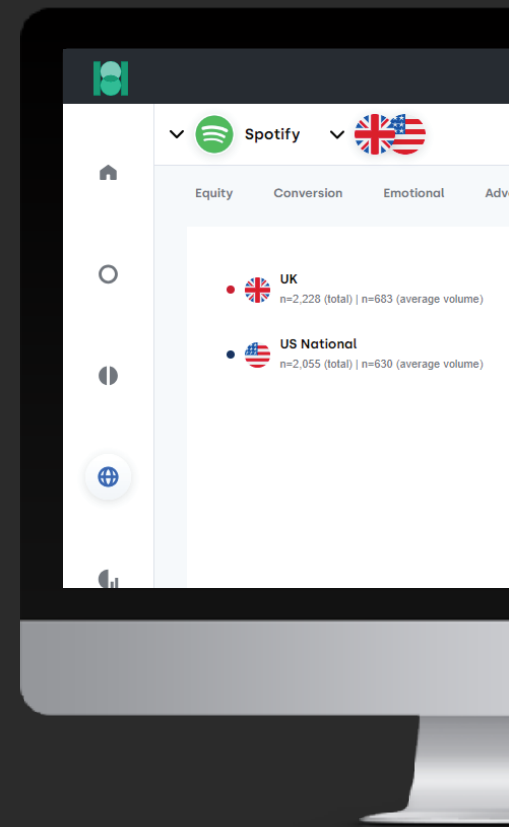 Spotify
Equity Conversion Emotional Adv
UK
n=2,228 (total) | n=683 (average volume)
US National
n=2,055 (total) | n=630 (average volume)